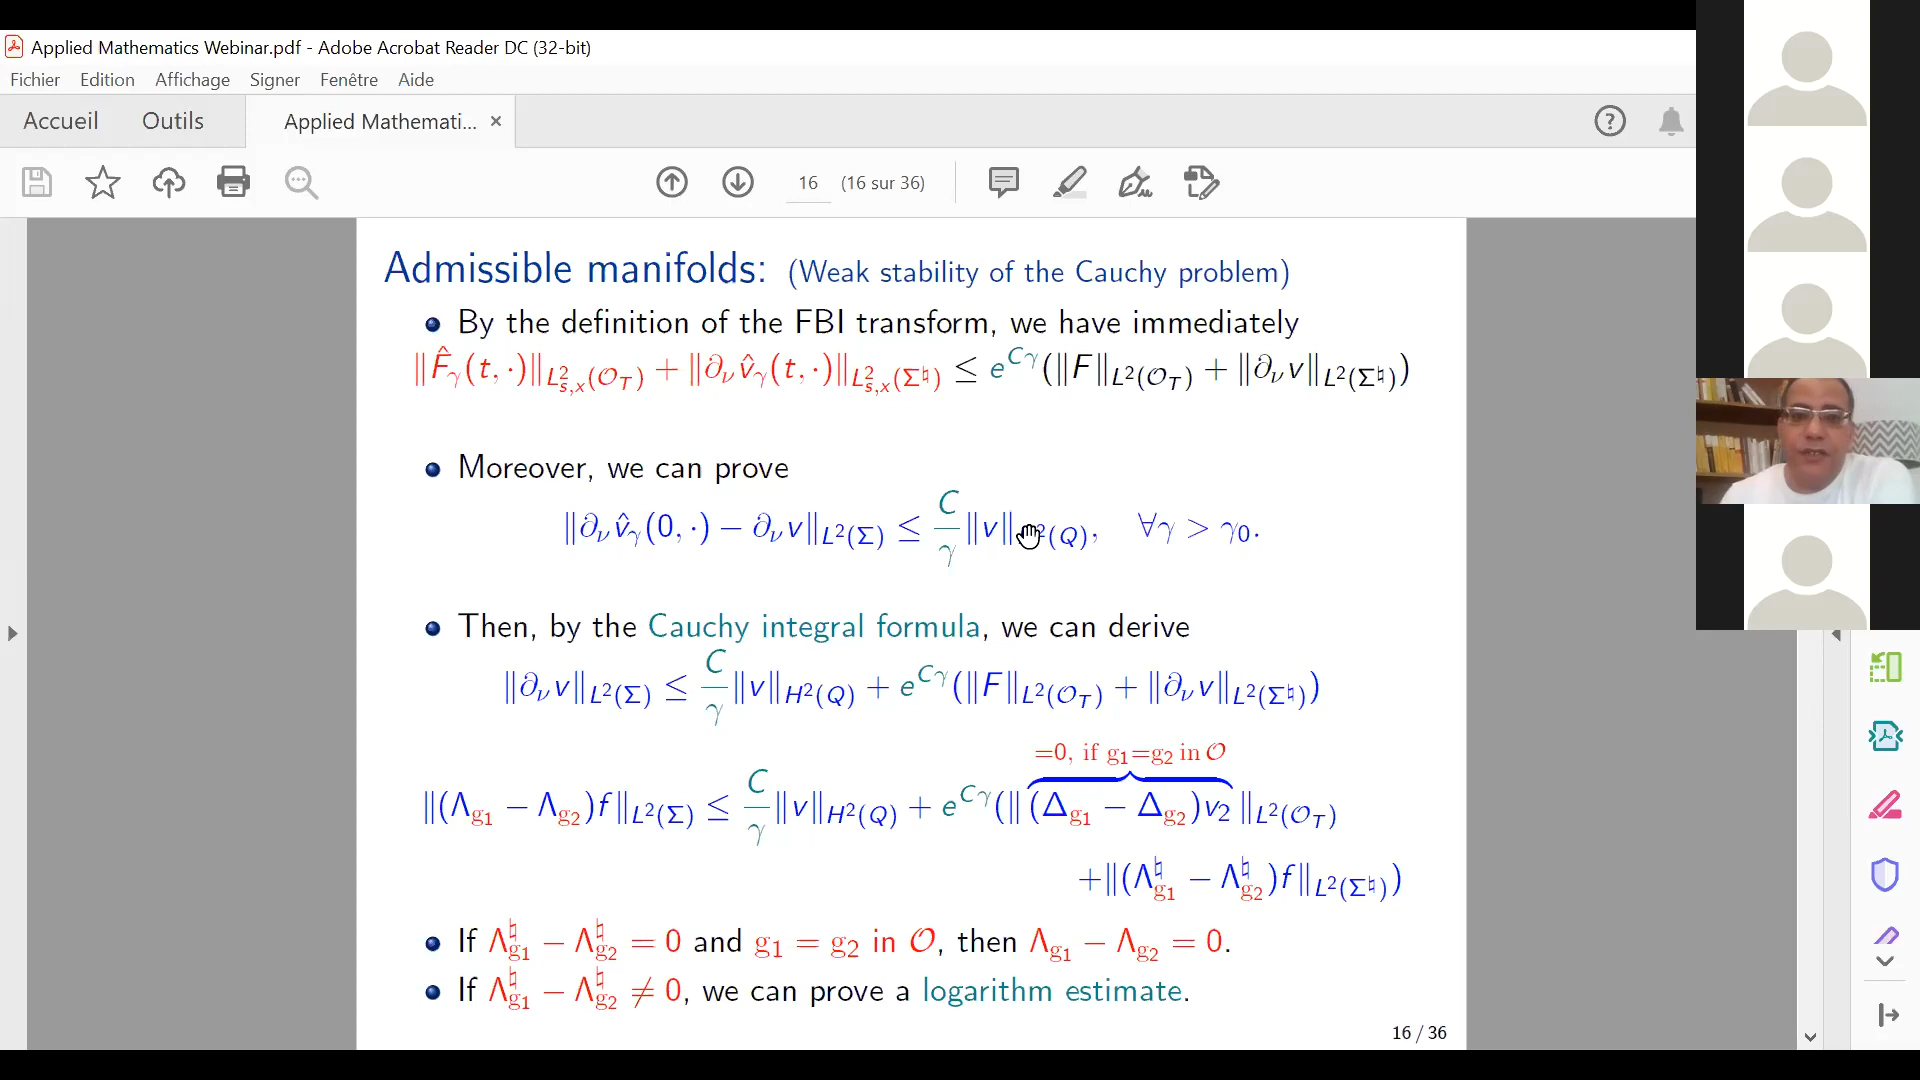 Applied Mathematics Webinar.pdf - Adobe Acrobat Reader DC (32-bit)
Fichier Edition Affichage Signer Fenêtre Aide
Accueil Outils Applied Mathemati... ×
16 (16 sur 36)
Admissible manifolds: (Weak stability of the Cauchy problem)
By the definition of the FBI transform, we have immediately
‖F̂_γ(t, ·)‖_{L²_{s,x}(𝒪_T)} + ‖∂_ν v̂_γ(t, ·)‖_{L²_{s,x}(Σ^♮)} ≤ e^{Cγ}(‖F‖_{L²(𝒪_T)} + ‖∂_ν v‖_{L²(Σ^♮)})
Moreover, we can prove
‖∂_ν v̂_γ(0, ·) − ∂_ν v‖_{L²(Σ)} ≤ C/γ ‖v‖_{²(Q)}, ∀γ > γ₀.
Then, by the Cauchy integral formula, we can derive
‖∂_ν v‖_{L²(Σ)} ≤ C/γ ‖v‖_{H²(Q)} + e^{Cγ}(‖F‖_{L²(𝒪_T)} + ‖∂_ν v‖_{L²(Σ^♮)})
=0, if g₁=g₂ in 𝒪
‖(Λ_{g₁} − Λ_{g₂})f‖_{L²(Σ)} ≤ C/γ ‖v‖_{H²(Q)} + e^{Cγ}(‖(Δ_{g₁} − Δ_{g₂})v₂‖_{L²(𝒪_T)}
+‖(Λ^♮_{g₁} − Λ^♮_{g₂})f‖_{L²(Σ^♮)})
If Λ^♮_{g₁} − Λ^♮_{g₂} = 0 and g₁ = g₂ in 𝒪, then Λ_{g₁} − Λ_{g₂} = 0.
If Λ^♮_{g₁} − Λ^♮_{g₂} ≠ 0, we can prove a logarithm estimate.
16 / 36